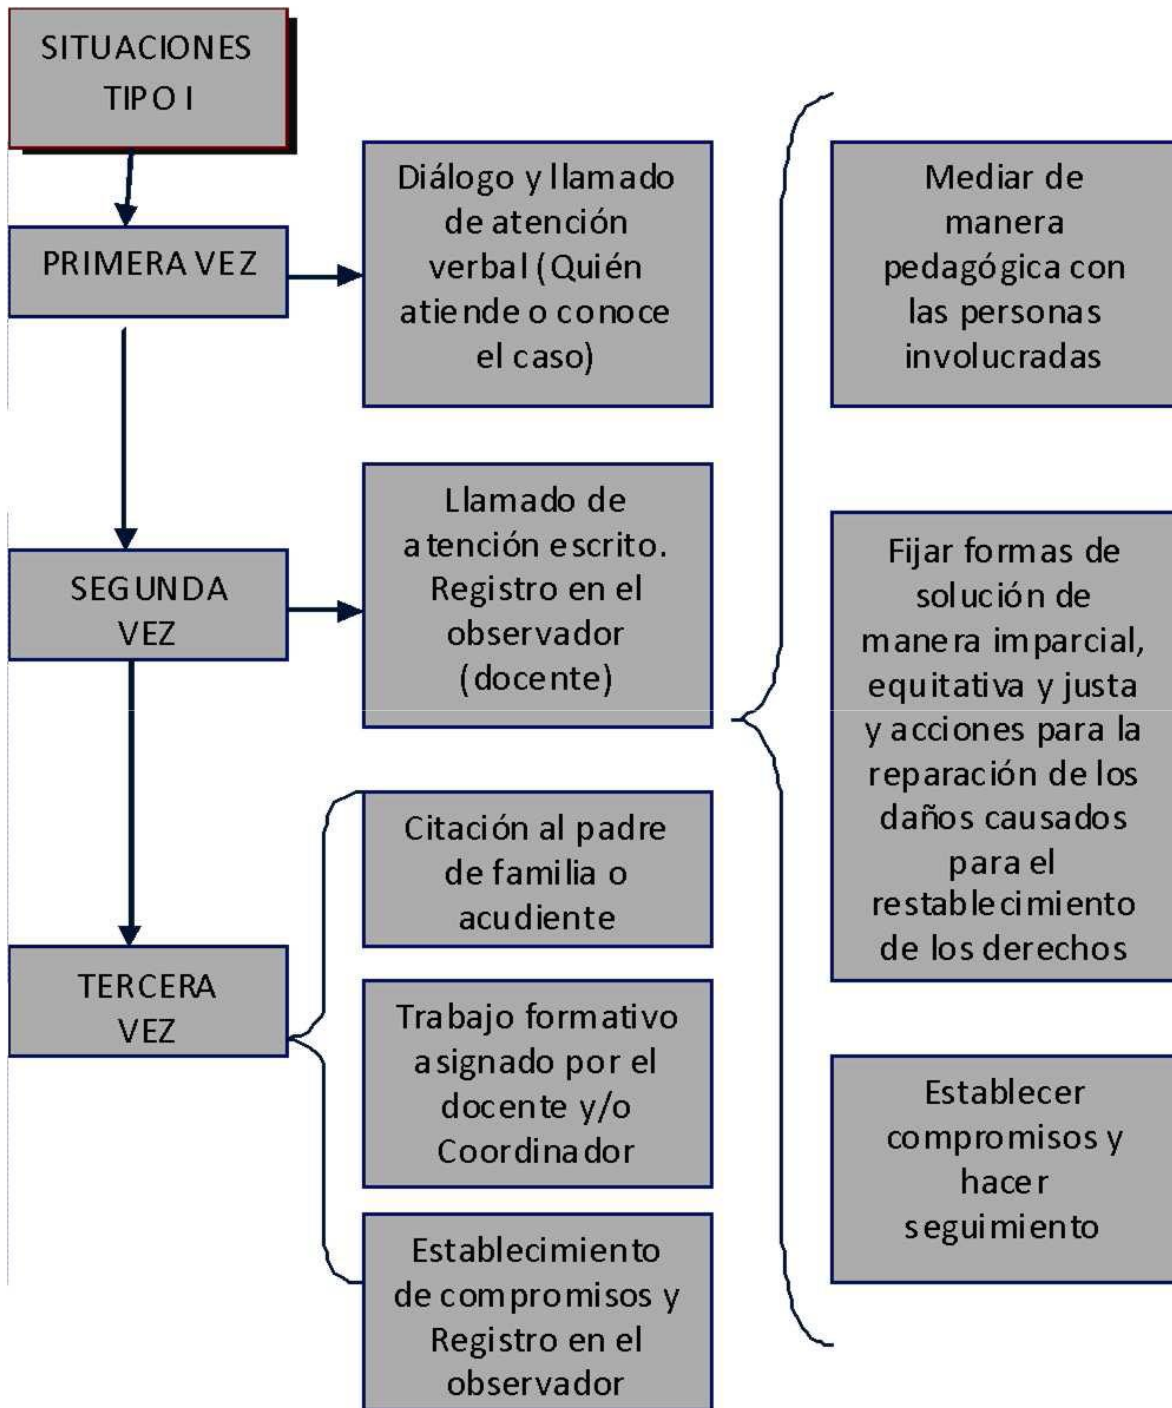 SITUACIONES
TIPO I
PRIMERA VEZ
Diálogo y llamado
de atención
verbal (Quién
atiende o conoce
el caso)
SEGUNDA
VEZ
Llamado de
atención escrito.
Registro en el
observador
(docente)
TERCERA
VEZ
Citación al padre
de familia o
acudiente
Trabajo formativo
asignado por el
docente y/o
Coordinador
Establecimiento
de compromisos y
Registro en el
observador
Mediar de
manera
pedagógica con
las personas
involucradas
Fijar formas de
solución de
manera imparcial,
equitativa y justa
y acciones para la
reparación de los
daños causados
para el
restablecimiento
de los derechos
Establecer
compromisos y
hacer
seguimiento